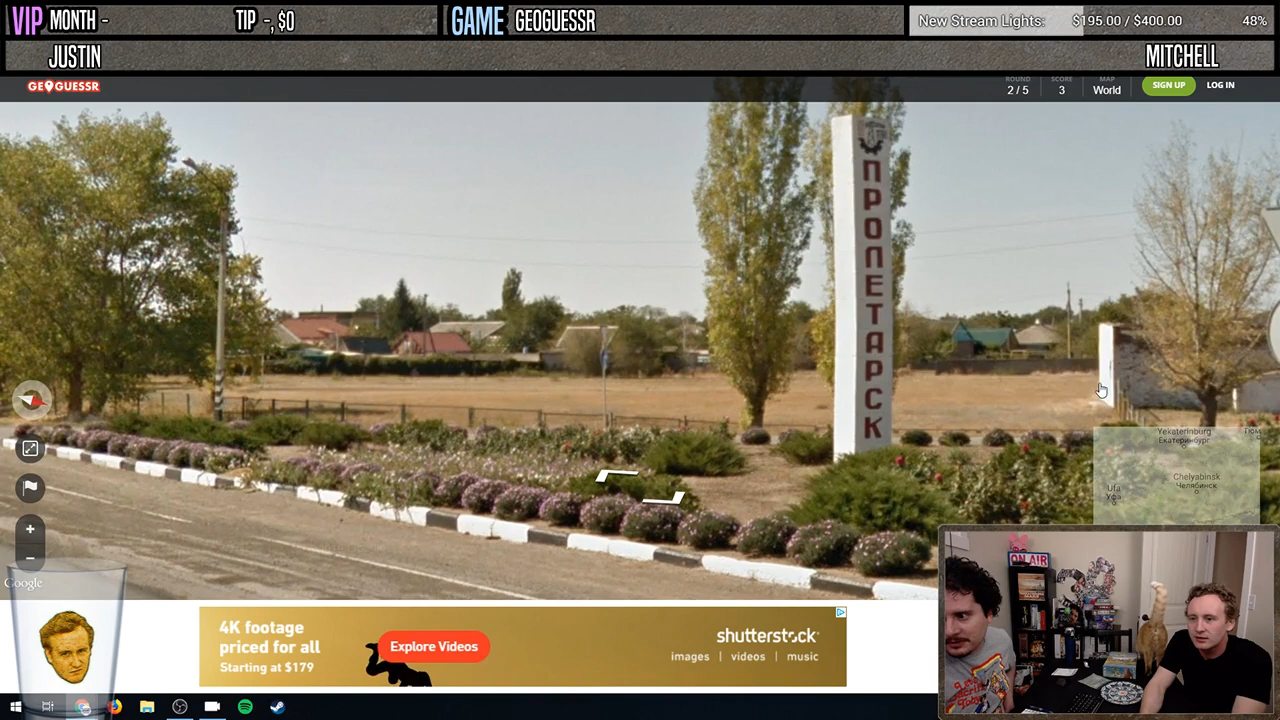 VIP MONTH -
TIP -, $0
GAME GEOGUESSR
New Stream Lights: $195.00 / $400.00 48%
JUSTIN
MITCHELL
GEOGUESSR
ROUND
2 / 5
SCORE
3
MAP
World
SIGN UP
LOG IN
ПРОЛЕТАРСК
Yekaterinburg
Екатеринбург
Chelyabinsk
Челябинск
Ufa
Уфа
ON AIR
+
−
Google
4K footage
priced for all
Starting at $179
Explore Videos
shutterstock
images | videos | music